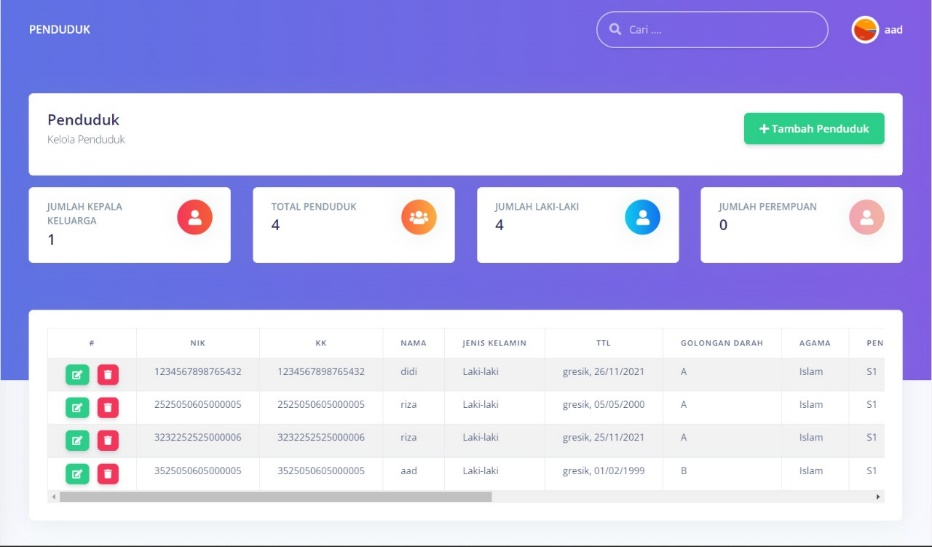 PENDUDUK
Cari ....
aad
Penduduk
Kelola Penduduk
+ Tambah Penduduk
JUMLAH KEPALA
KELUARGA
1
TOTAL PENDUDUK
4
JUMLAH LAKI-LAKI
4
JUMLAH PEREMPUAN
0
# NIK KK NAMA JENIS KELAMIN TTL GOLONGAN DARAH AGAMA PEN
1234567898765432 1234567898765432 didi Laki-laki gresik, 26/11/2021 A Islam S1
2525050605000005 2525050605000005 riza Laki-laki gresik, 05/05/2000 A Islam S1
3232252525000006 3232252525000006 riza Laki-laki gresik, 25/11/2021 A Islam S1
3525050605000005 3525050605000005 aad Laki-laki gresik, 01/02/1999 B Islam S1